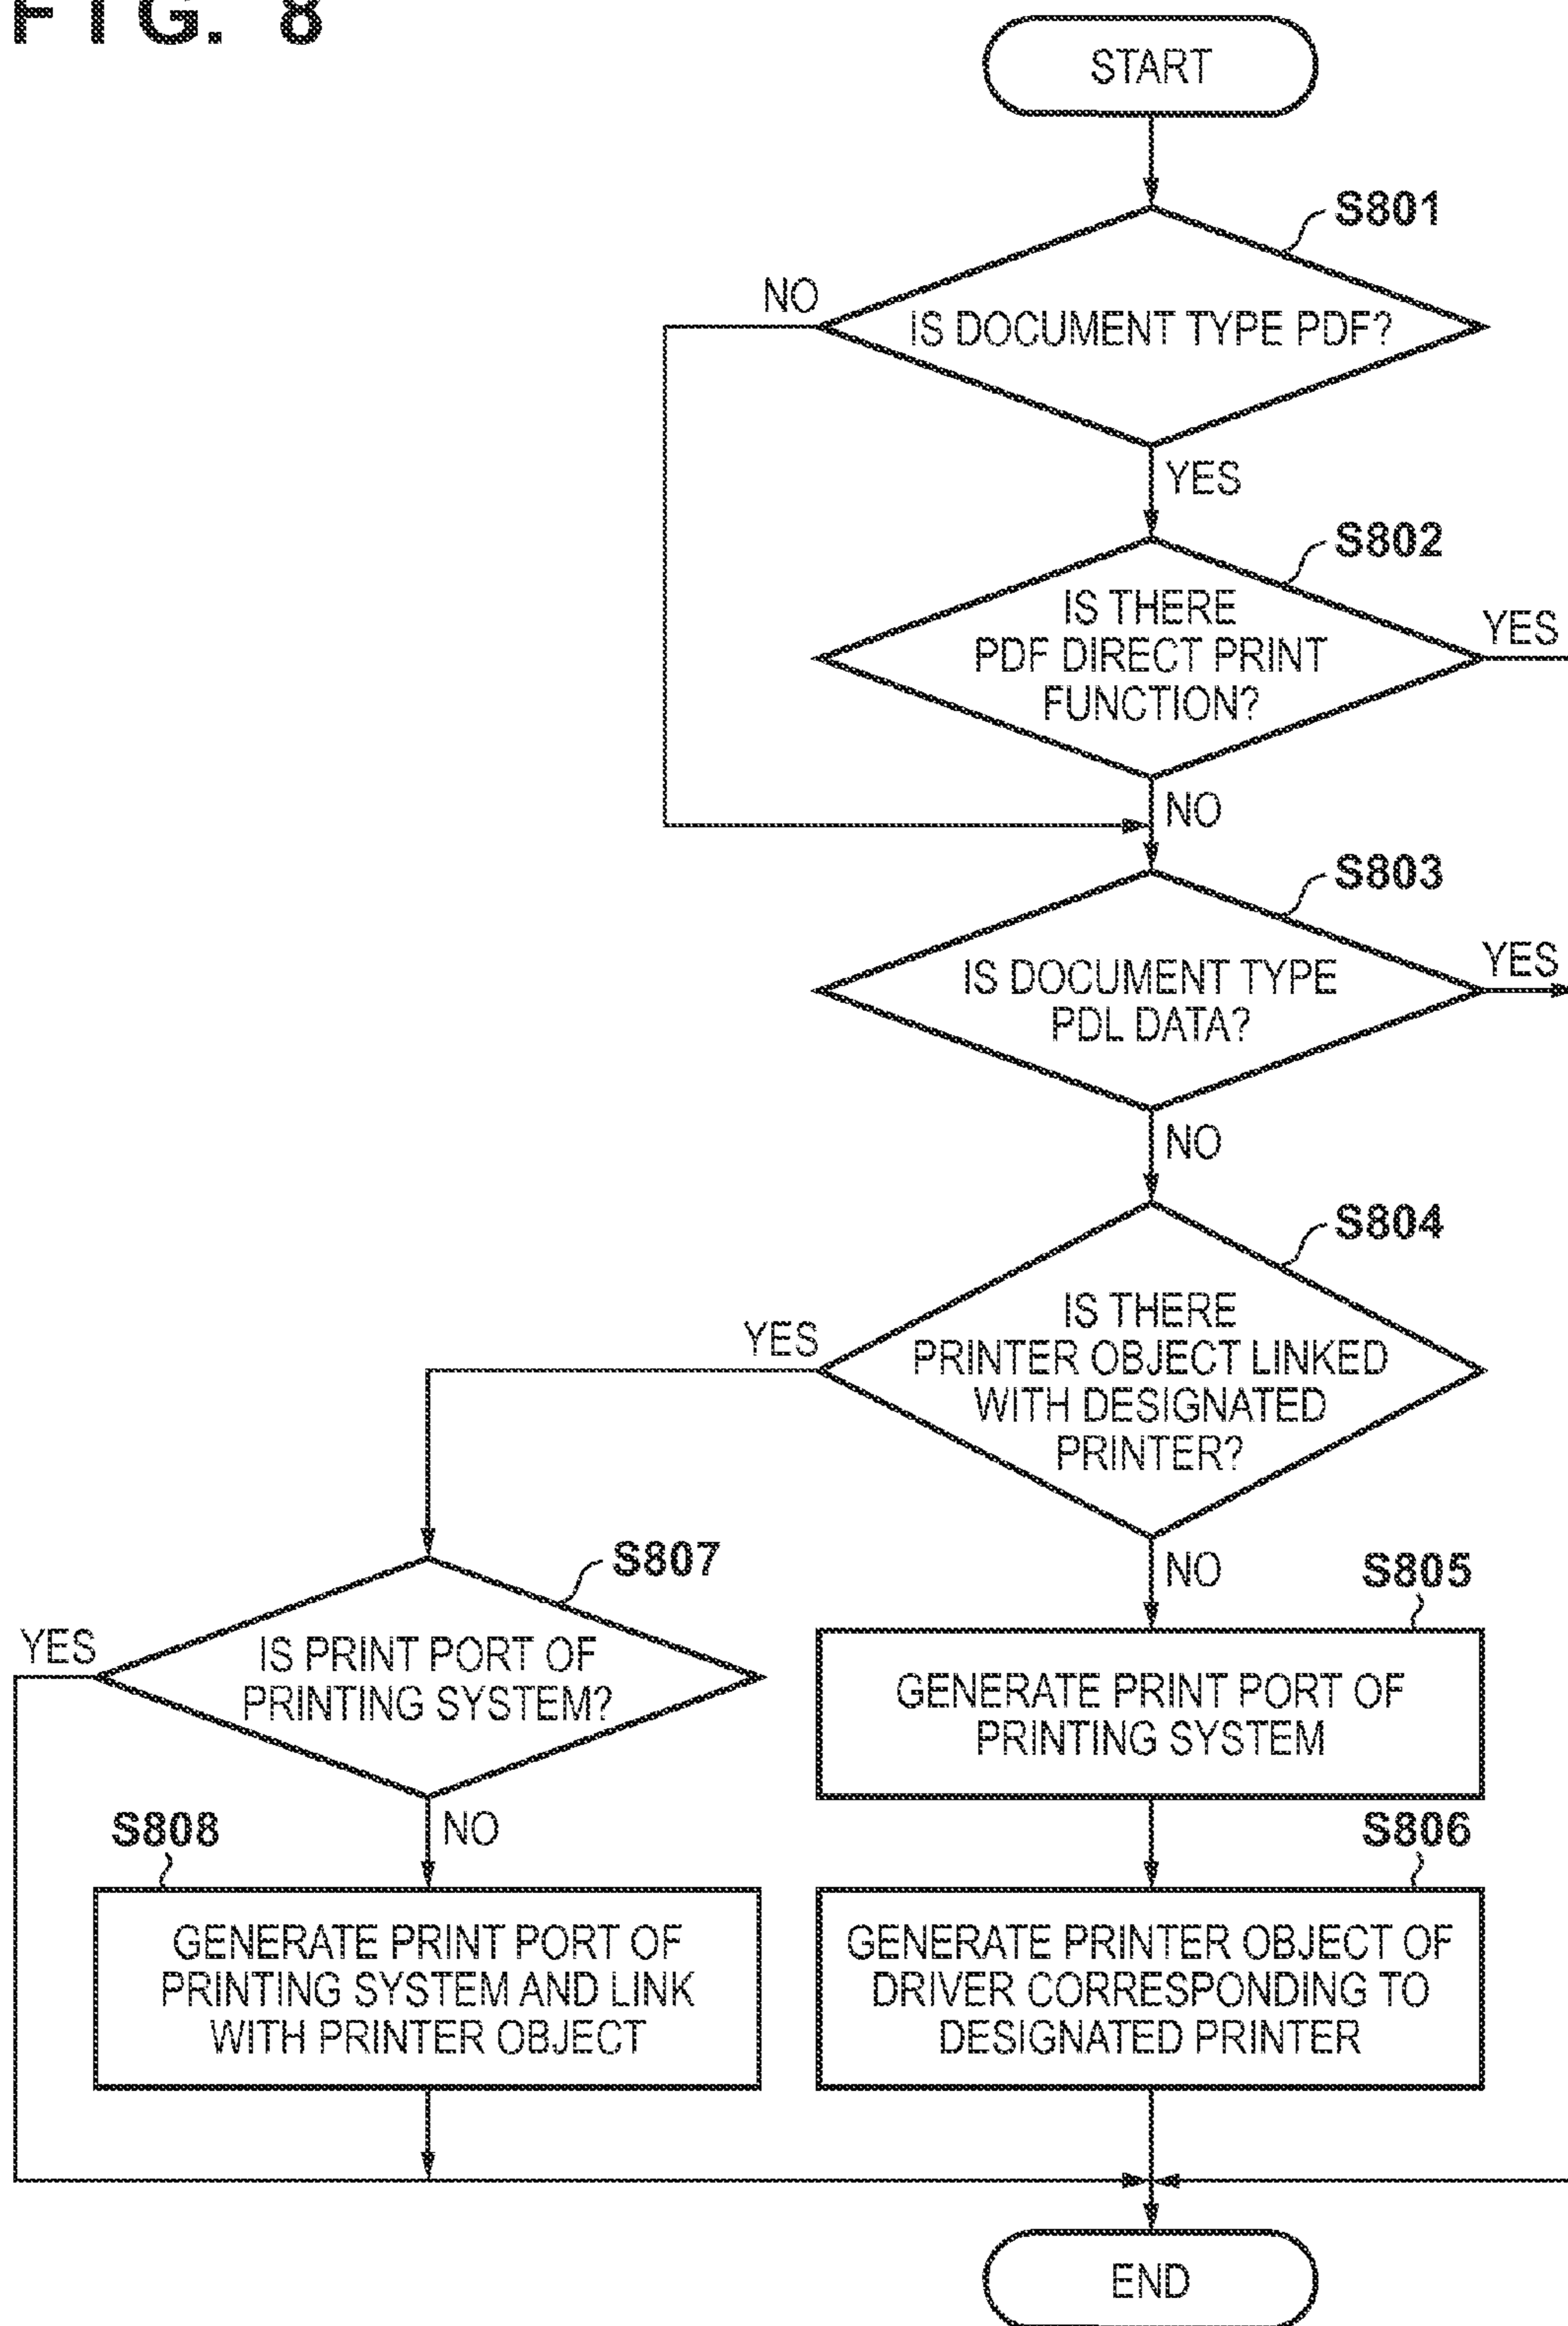 FIG. 8
START
S801
NO
IS DOCUMENT TYPE PDF?
YES
S802
IS THERE
PDF DIRECT PRINT
FUNCTION?
YES
NO
S803
IS DOCUMENT TYPE
PDL DATA?
YES
NO
S804
IS THERE
PRINTER OBJECT LINKED
WITH DESIGNATED
PRINTER?
YES
NO
S807
IS PRINT PORT OF
PRINTING SYSTEM?
YES
NO
S805
GENERATE PRINT PORT OF
PRINTING SYSTEM
S808
GENERATE PRINT PORT OF
PRINTING SYSTEM AND LINK
WITH PRINTER OBJECT
S806
GENERATE PRINTER OBJECT OF
DRIVER CORRESPONDING TO
DESIGNATED PRINTER
END